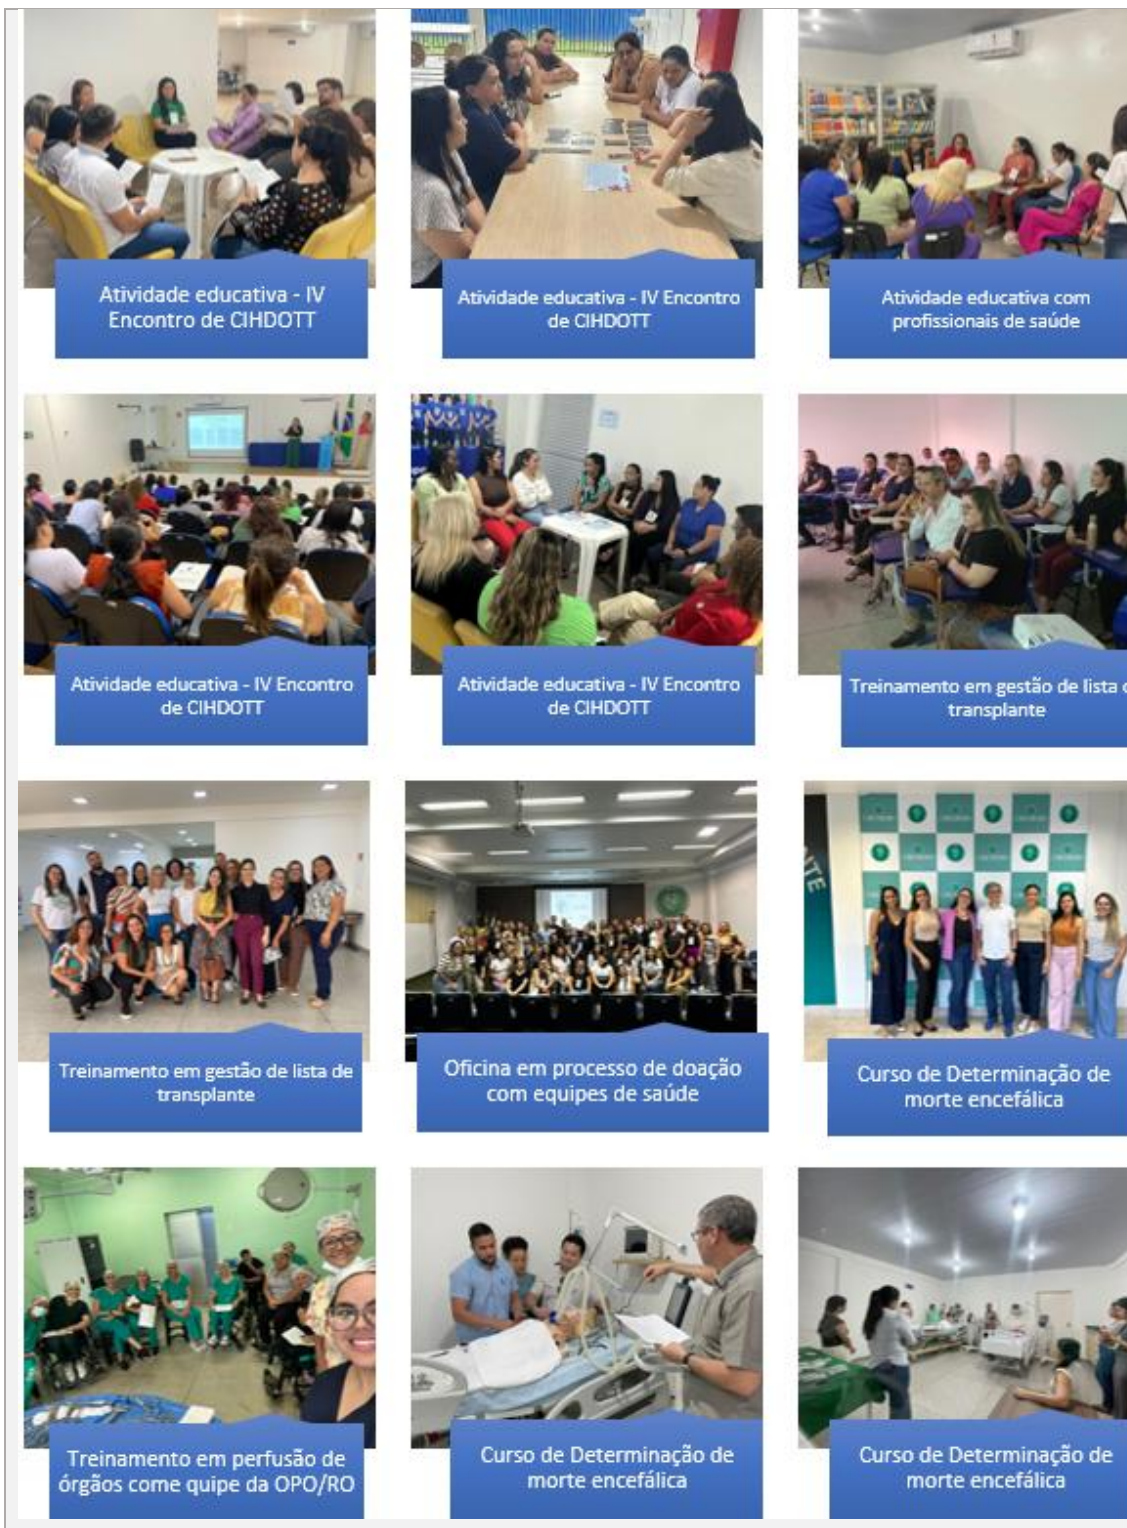 Atividade educativa - IV
Encontro de CIHDOTT
Atividade educativa - IV Encontro
de CIHDOTT
Atividade educativa com
profissionais de saúde
Atividade educativa - IV Encontro
de CIHDOTT
Atividade educativa - IV Encontro
de CIHDOTT
Treinamento em gestão de lista
transplante
Treinamento em gestão de lista de
transplante
Oficina em processo de doação
com equipes de saúde
Curso de Determinação de
morte encefálica
Treinamento em perfusão de
órgãos come quipe da OPO/RO
Curso de Determinação de
morte encefálica
Curso de Determinação de
morte encefálica